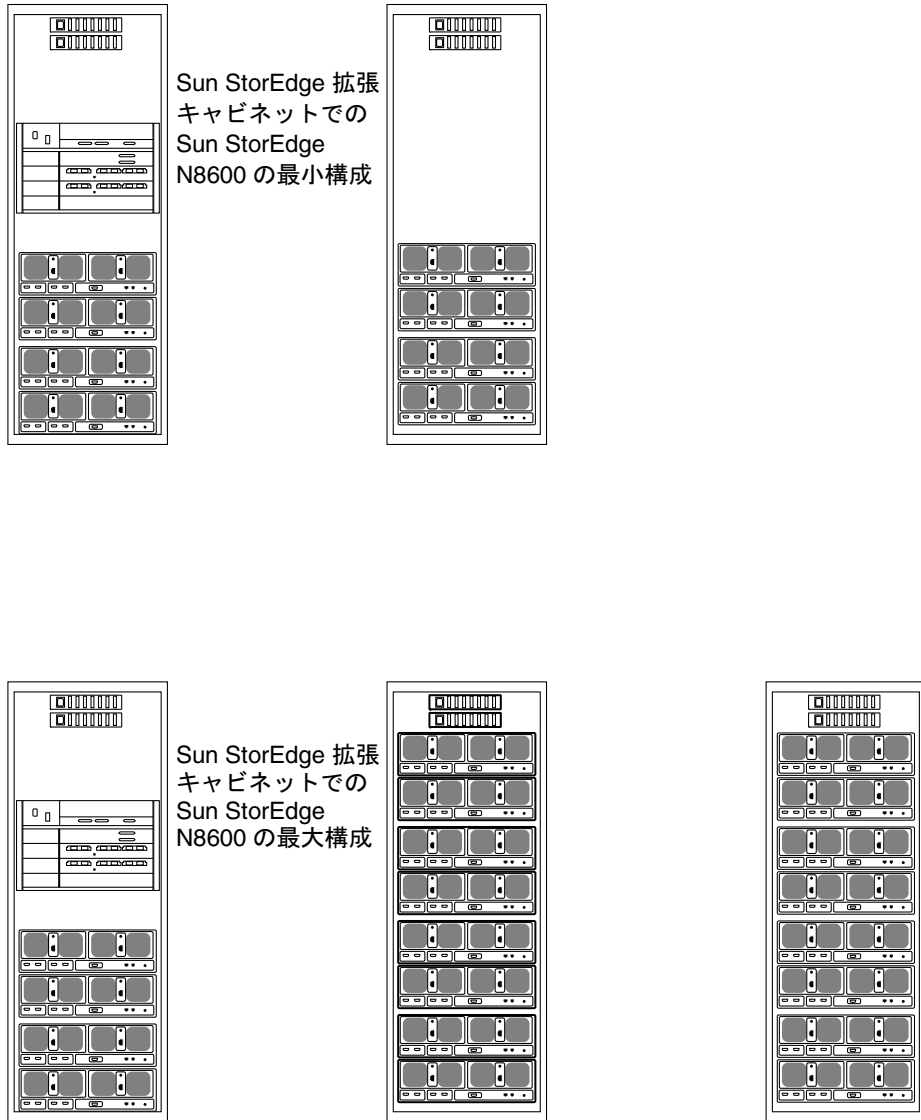 Sun StorEdge 拡張
キャビネットでの
Sun StorEdge
N8600 の最小構成
Sun StorEdge 拡張
キャビネットでの
Sun StorEdge
N8600 の最大構成